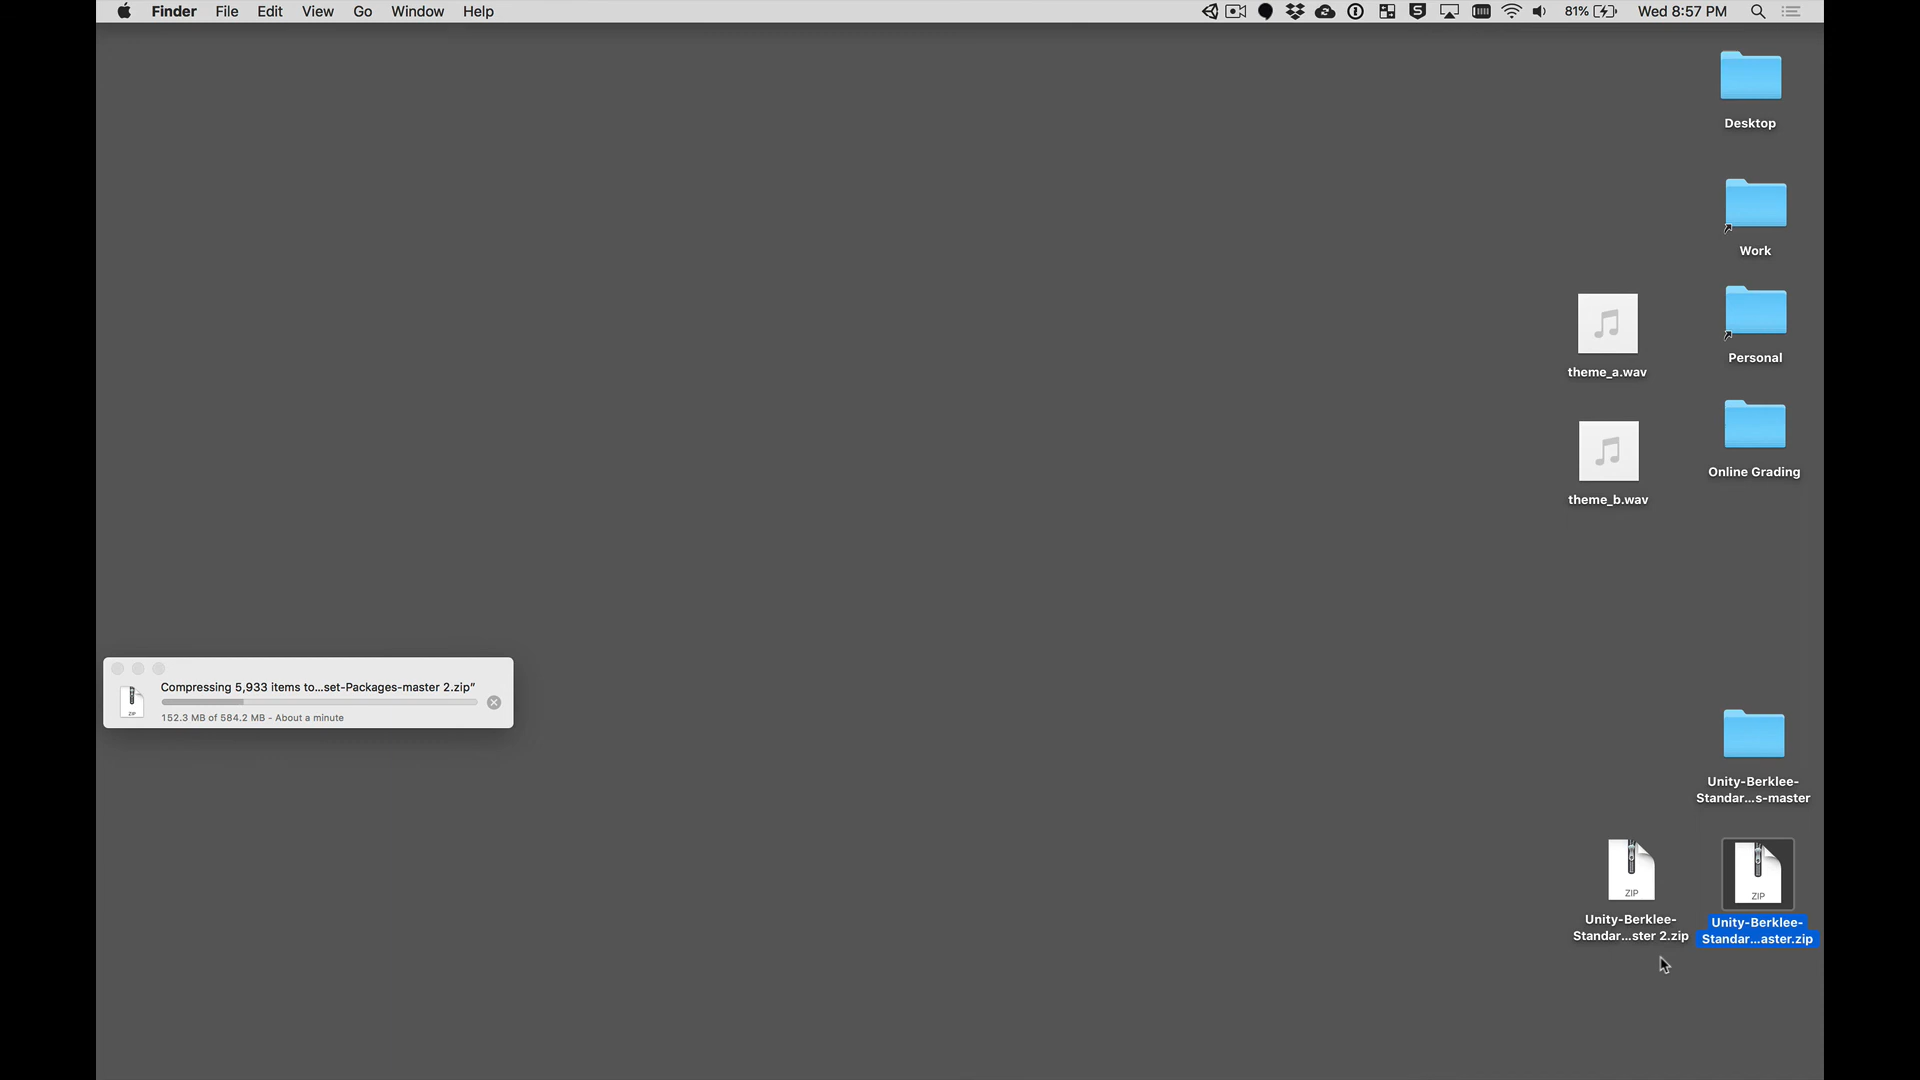 Finder File Edit View Go Window Help
81% Wed 8:57 PM
Desktop
Work
Personal
theme_a.wav
Online Grading
theme_b.wav
Compressing 5,933 items to...set-Packages-master 2.zip"
152.3 MB of 584.2 MB - About a minute
ZIP
Unity-Berklee-
Standar...s-master
ZIP
Unity-Berklee-
Standar...ster 2.zip
ZIP
Unity-Berklee-
Standar...aster.zip